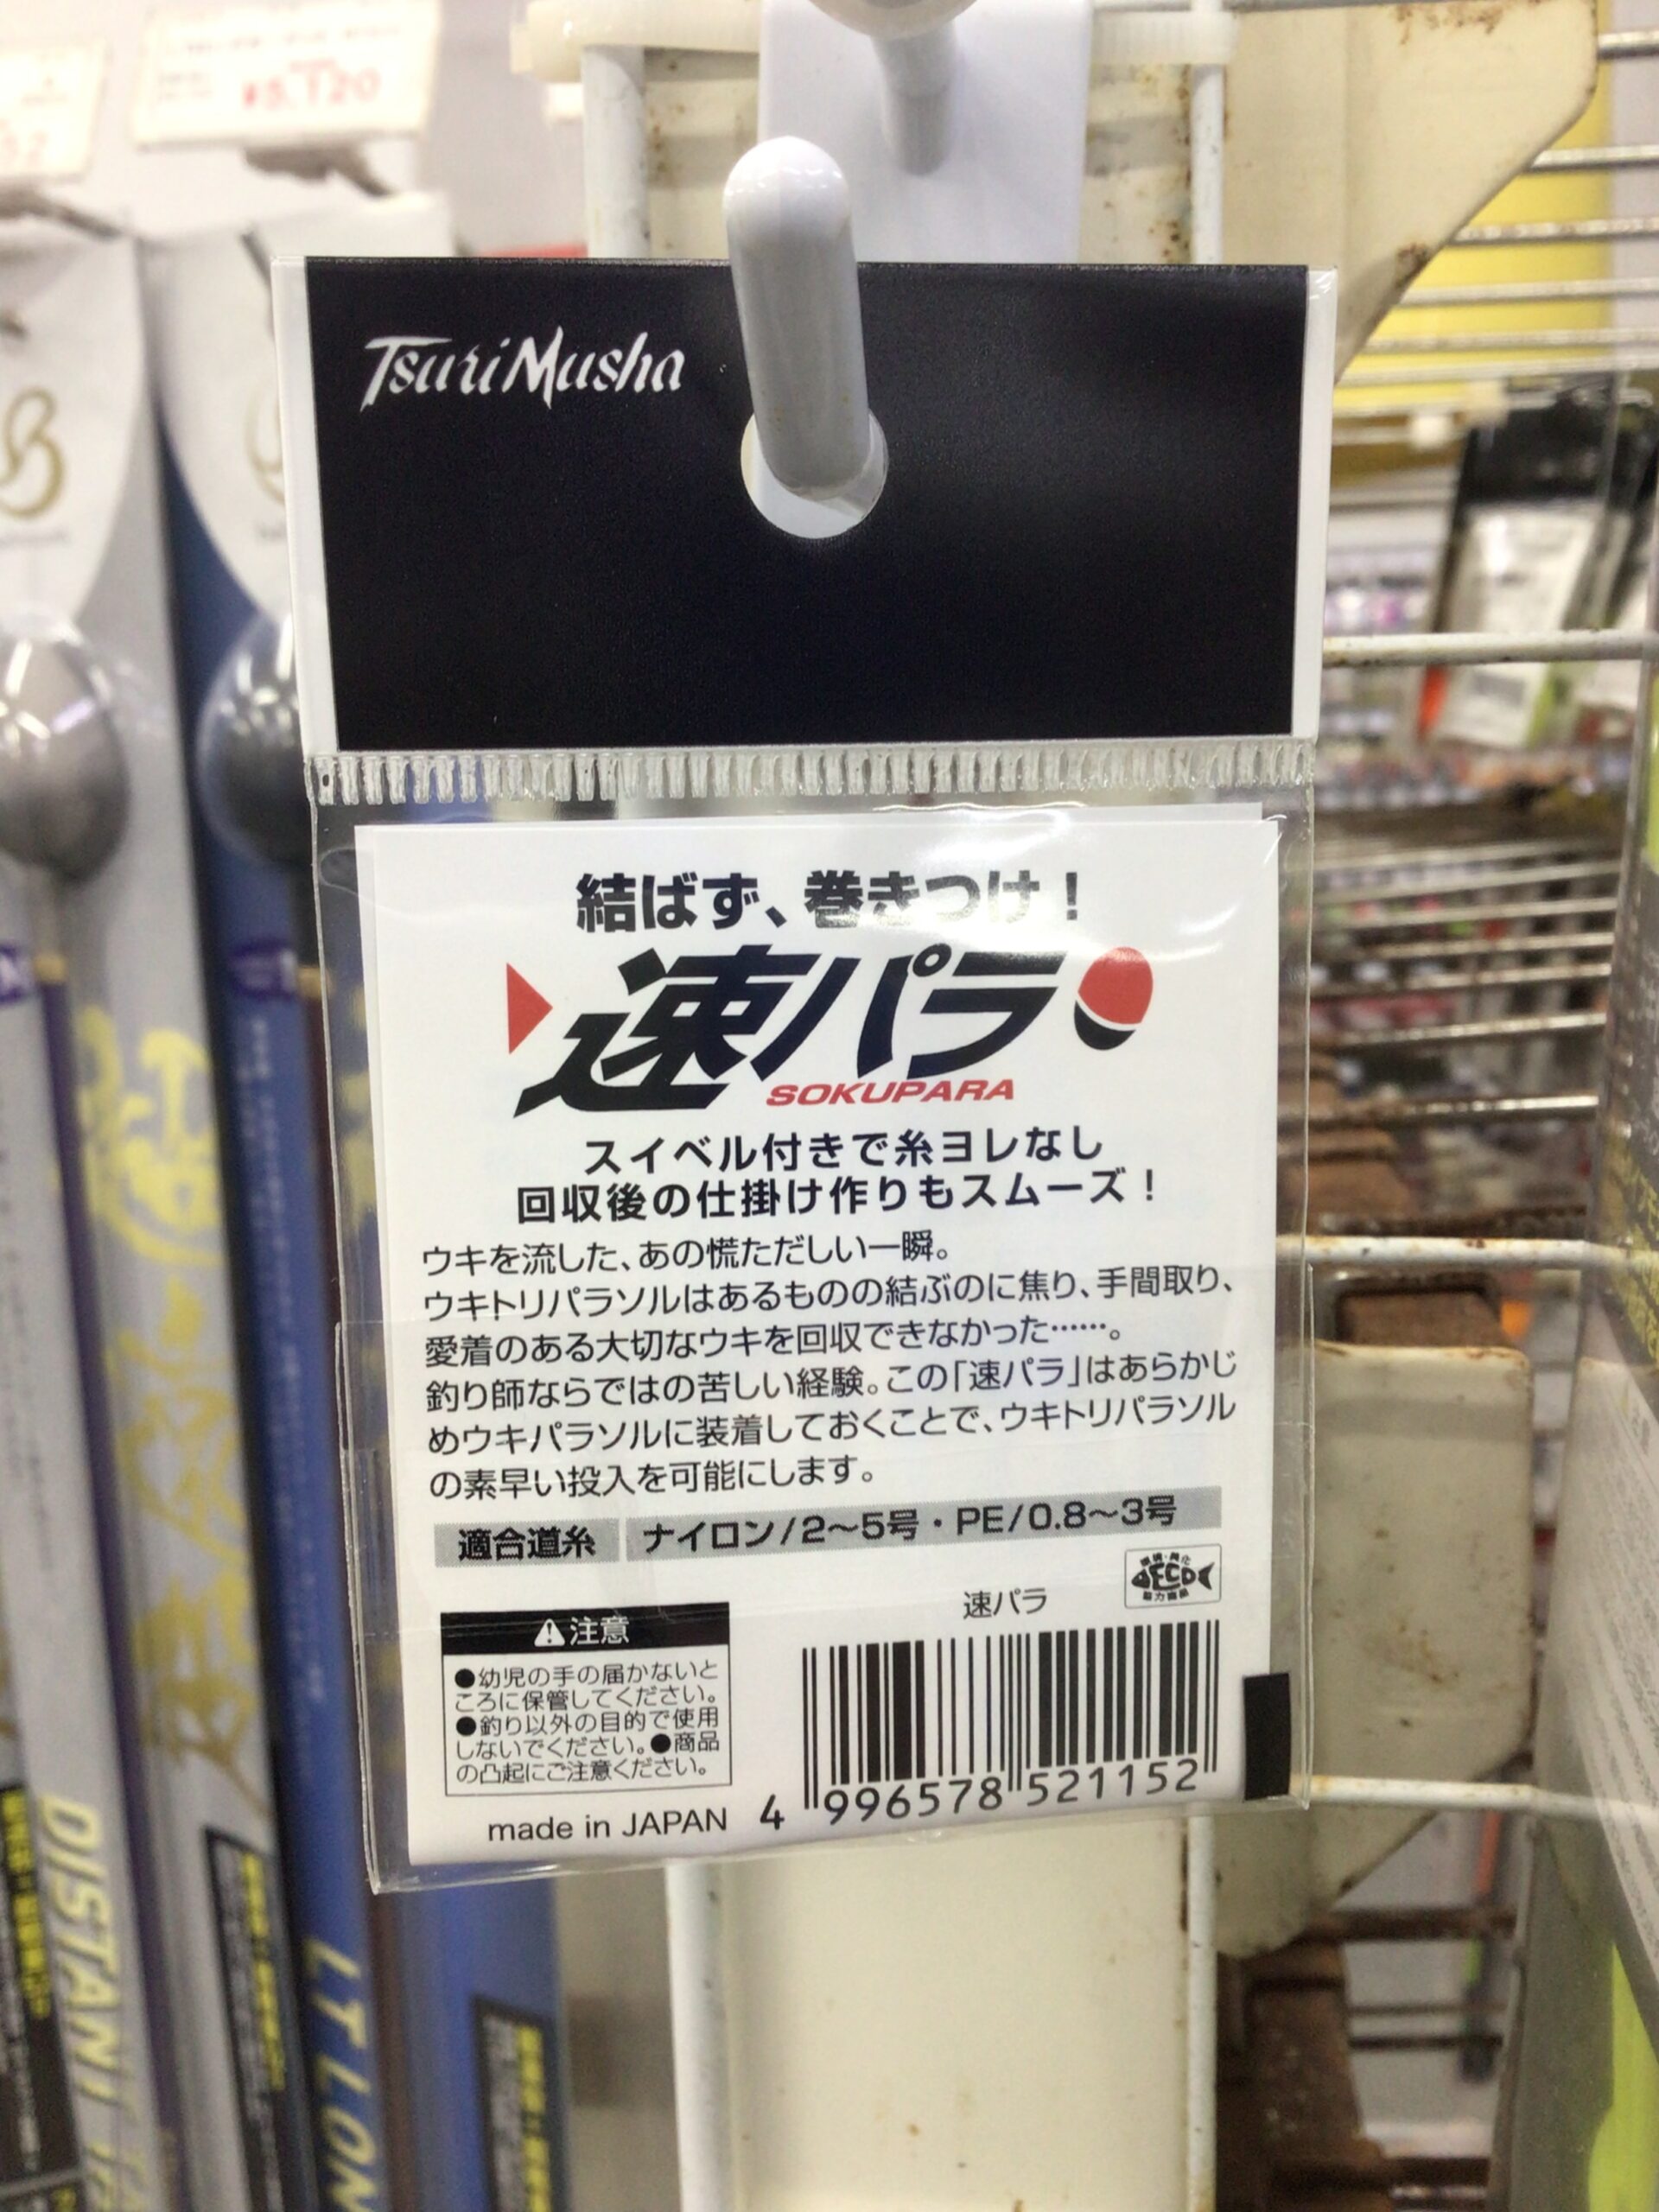 ¥5,720
TsuriMusha
結ばず、巻きつけ！
速パラ
SOKUPARA
スイベル付きで糸ヨレなし
回収後の仕掛け作りもスムーズ！
ウキを流した、あの慌ただしい一瞬。
ウキトリパラソルはあるものの結ぶのに焦り、手間取り、
愛着のある大切なウキを回収できなかった……。
釣り師ならではの苦しい経験。この「速パラ」はあらかじ
めウキパラソルに装着しておくことで、ウキトリパラソル
の素早い投入を可能にします。
適合道糸 ナイロン/2〜5号・PE/0.8〜3号
速パラ
ECO
⚠注意
●幼児の手の届かないと
ころに保管してください。
●釣り以外の目的で使用
しないでください。●商品
の凸起にご注意ください。
made in JAPAN
4 996578 521152
DISTANT
LT LON